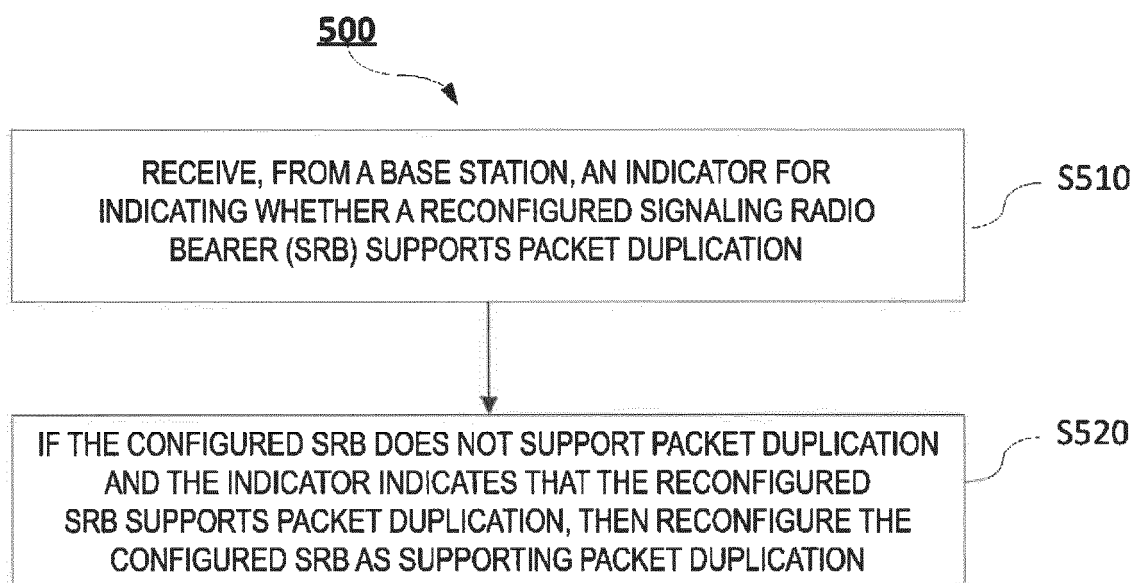 500
RECEIVE, FROM A BASE STATION, AN INDICATOR FOR
INDICATING WHETHER A RECONFIGURED SIGNALING RADIO
BEARER (SRB) SUPPORTS PACKET DUPLICATION
S510
IF THE CONFIGURED SRB DOES NOT SUPPORT PACKET DUPLICATION
AND THE INDICATOR INDICATES THAT THE RECONFIGURED
SRB SUPPORTS PACKET DUPLICATION, THEN RECONFIGURE THE
CONFIGURED SRB AS SUPPORTING PACKET DUPLICATION
S520